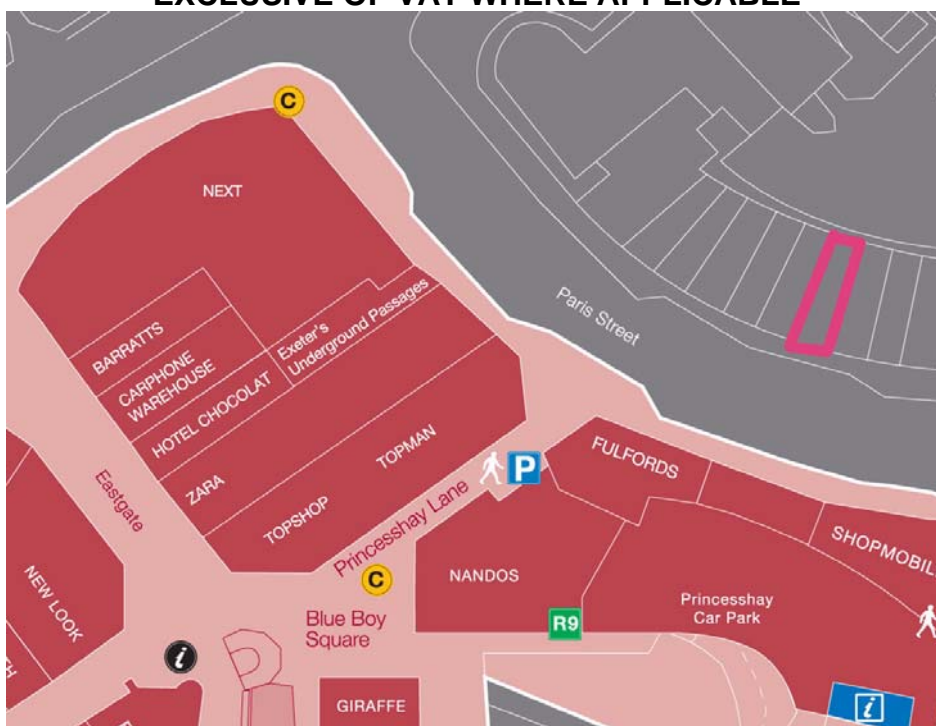 EXCLUSIVE OF VAT WHERE APPLICABLE
C
NEXT
BARRATTS
CARPHONE
WAREHOUSE
HOTEL CHOCOLAT
Exeter's
Underground Passages
ZARA
TOPSHOP
TOPMAN
Paris Street
Eastgate
Princesshay Lane
P
FULFORDS
SHOPMOBIL
C
NANDOS
NEW LOOK
Blue Boy
Square
R9
Princesshay
Car Park
i
GIRAFFE
i